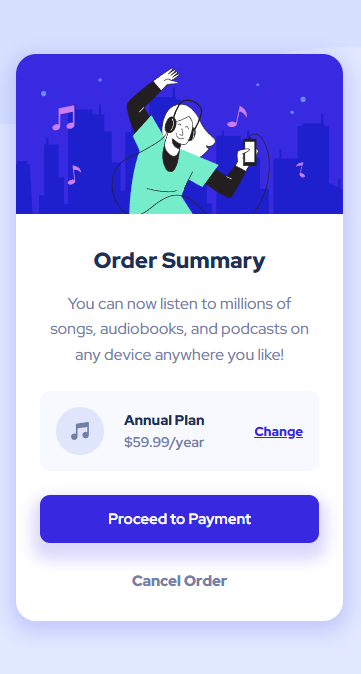 Order Summary
You can now listen to millions of
songs, audiobooks, and podcasts on
any device anywhere you like!
Annual Plan
$59.99/year
Change
Proceed to Payment
Cancel Order